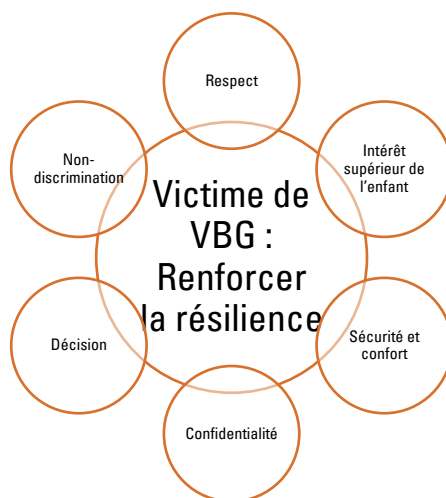 Respect
Intérêt
supérieur de
l'enfant
Non-
discrimination
Victime de
VBG :
Renforcer
la résilience
Sécurité et
confort
Décision
Confidentialité